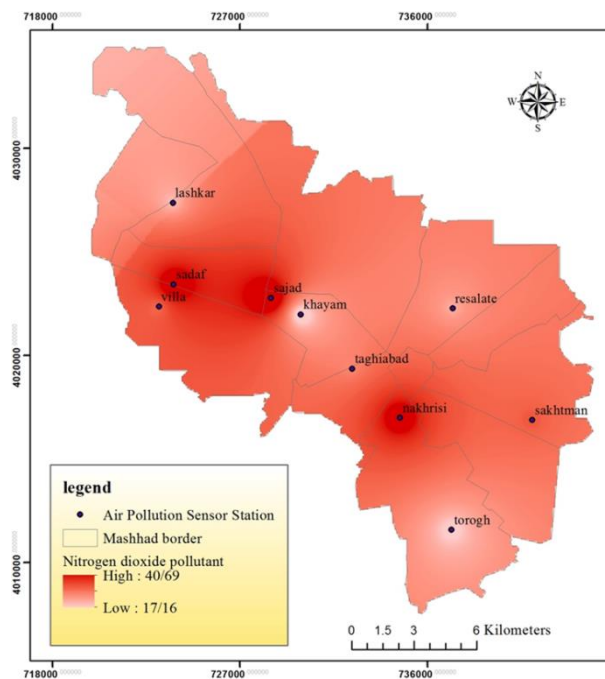 718000
727000
736000
N
W E
S
4030000
4020000
4010000
lashkar
sadaf
villa
sajad
khayam
resalate
taghiabad
nakhrisi
sakhtman
torogh
legend
Air Pollution Sensor Station
Mashhad border
Nitrogen dioxide pollutant
High : 40/69
Low : 17/16
0 1.5 3 6 Kilometers
718000
727000
736000